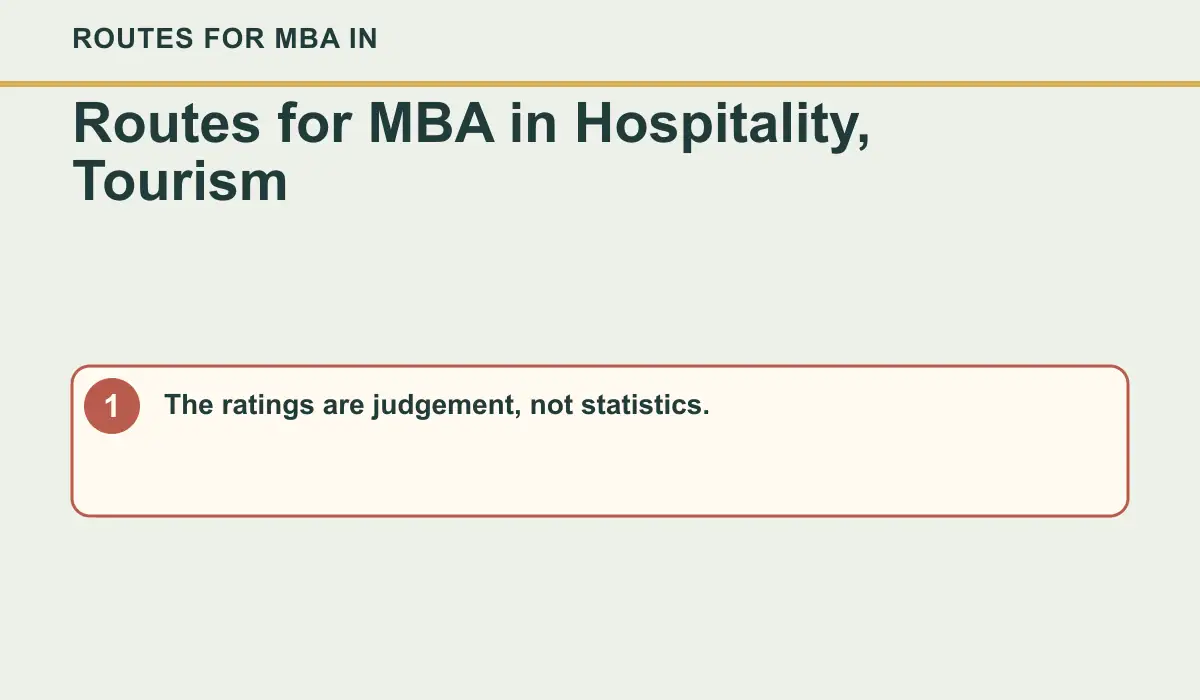 ROUTES FOR MBA IN
Routes for MBA in Hospitality,
Tourism
1 The ratings are judgement, not statistics.